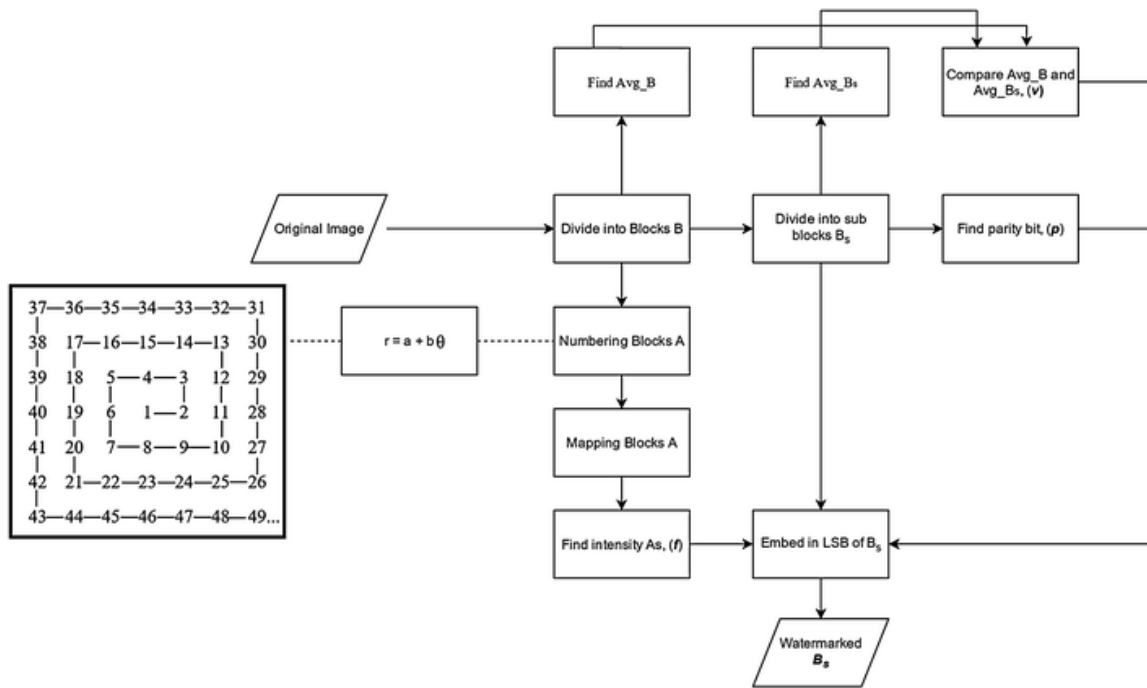 Find Avg_B
Find Avg_Bs
Compare Avg_B and
Avg_Bs, (v)
Original Image
Divide into Blocks B
Divide into sub
blocks Bs
Find parity bit, (p)
37—36—35—34—33—32—31
38 17—16—15—14—13 30
39 18 5—4—3 12 29
40 19 6 1—2 11 28
41 20 7—8—9—10 27
42 21—22—23—24—25—26
43—44—45—46—47—48—49...
r = a + b θ
Numbering Blocks A
Mapping Blocks A
Find intensity As, (f)
Embed in LSB of Bs
Watermarked
Bs